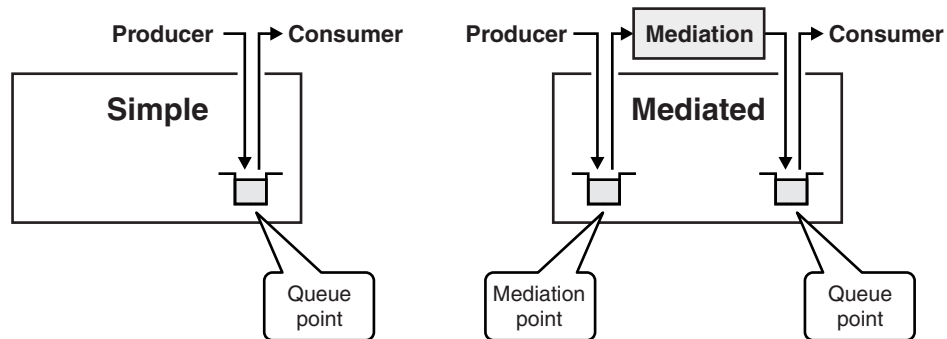 Producer
Consumer
Simple
Queue
point
Producer
Mediation
Consumer
Mediated
Mediation
point
Queue
point